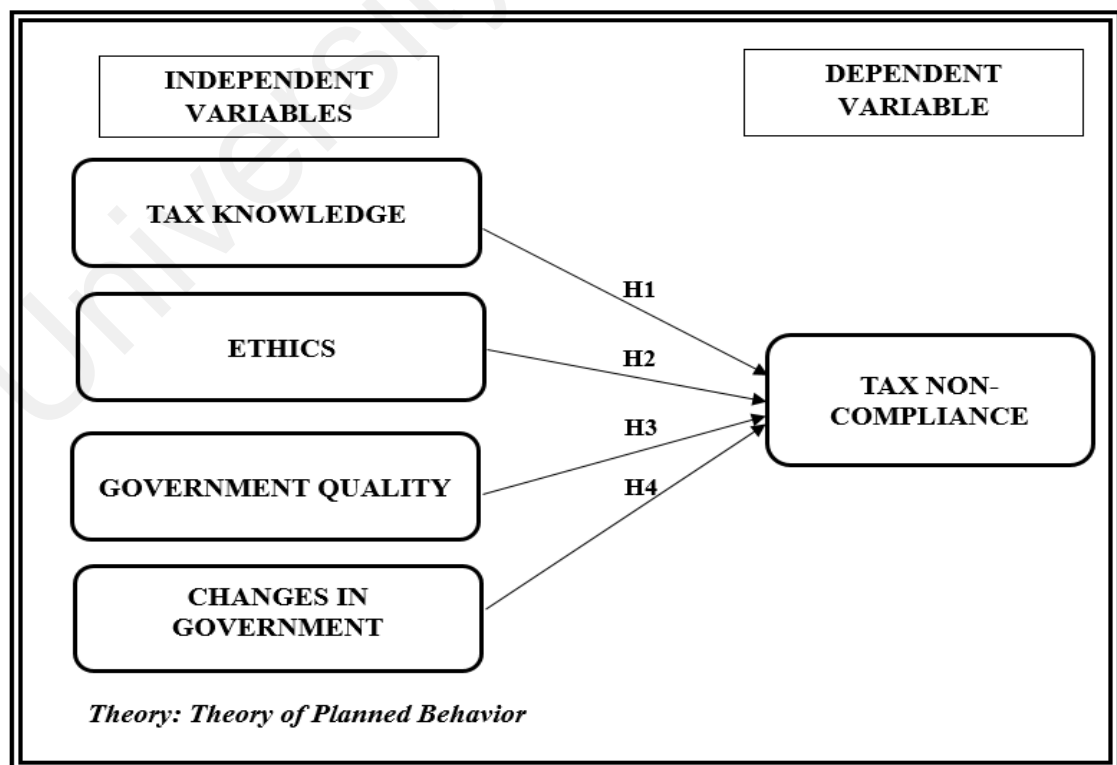 INDEPENDENT
VARIABLES
DEPENDENT
VARIABLE
TAX KNOWLEDGE
H1
ETHICS
H2
TAX NON-
COMPLIANCE
H3
GOVERNMENT QUALITY
H4
CHANGES IN
GOVERNMENT
Theory: Theory of Planned Behavior
University